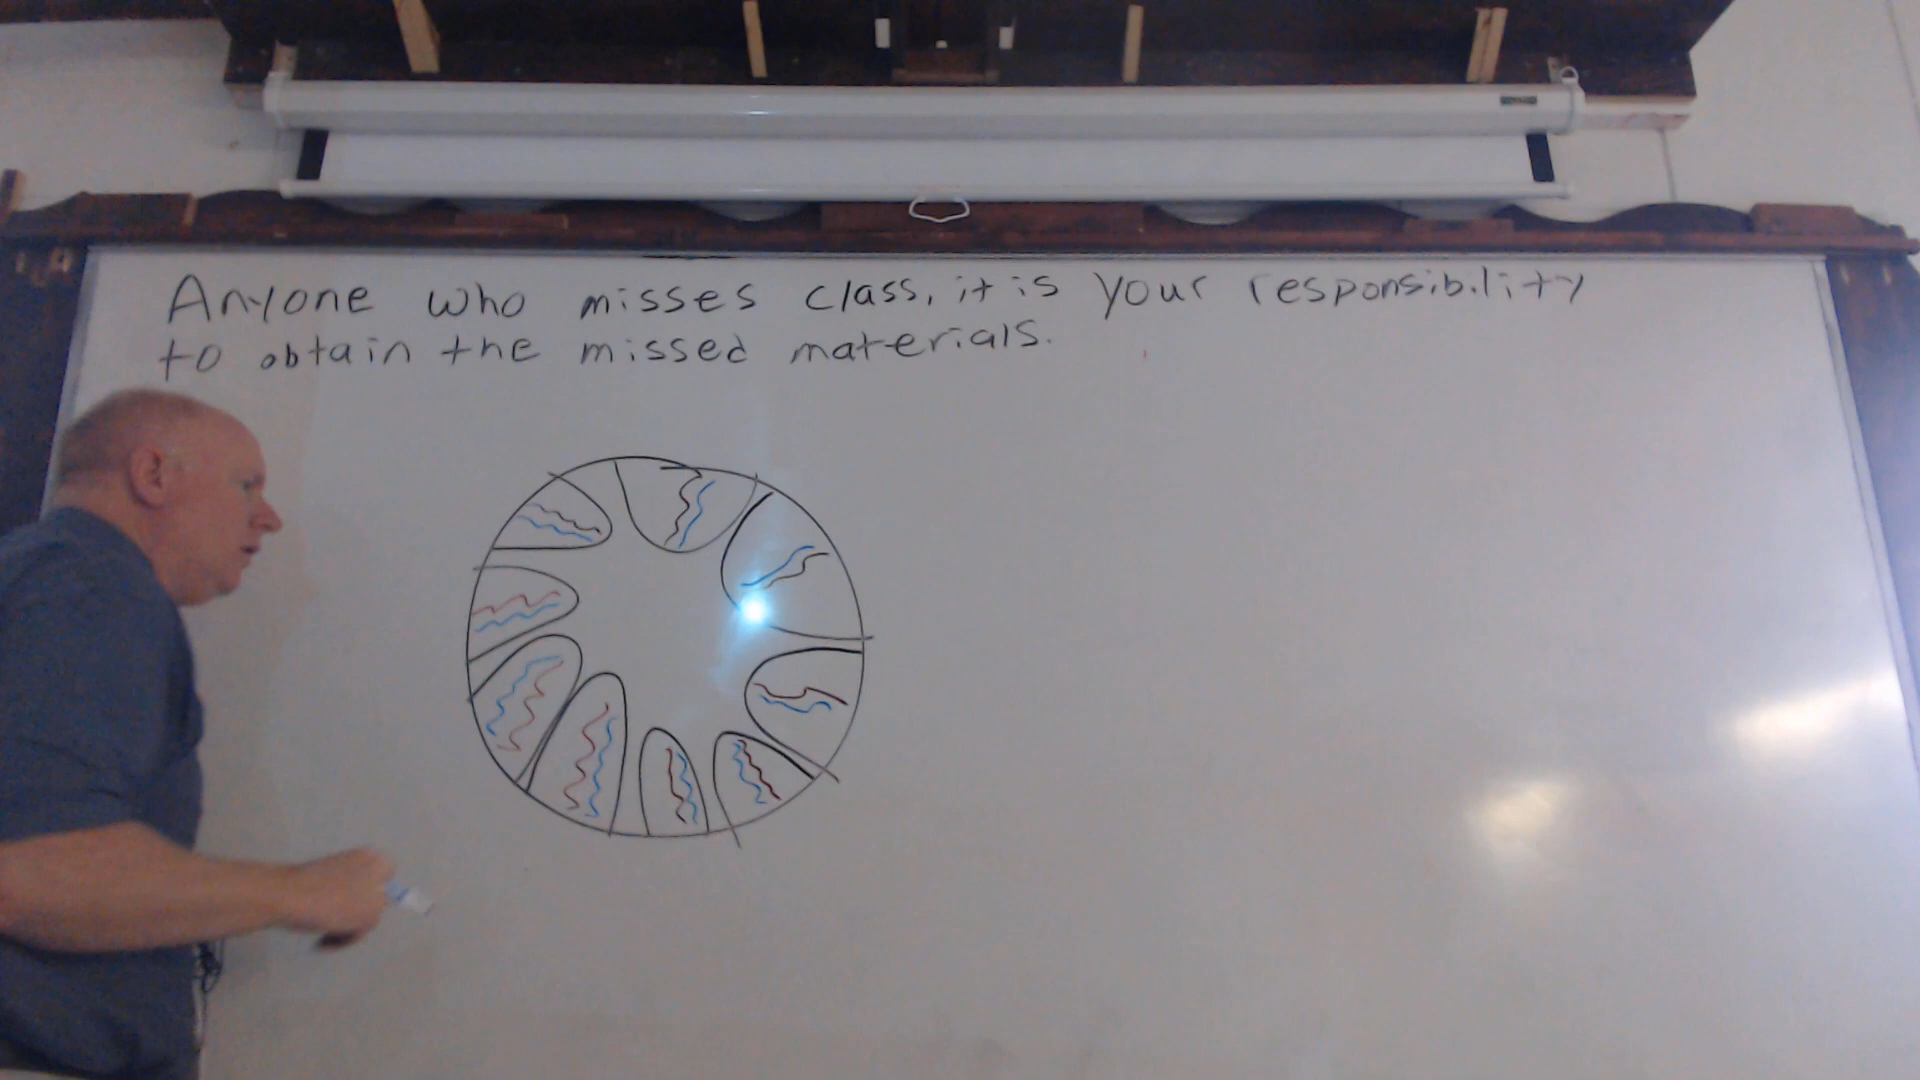 Anyone who misses class, it is your responsibility
to obtain the missed materials.